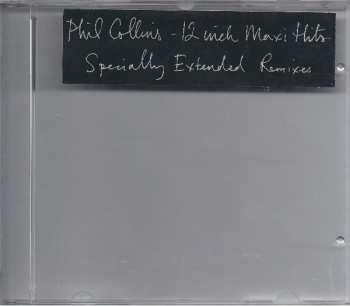 Phil Collins - 12 inch Maxi Hits
Specially Extended Remixes